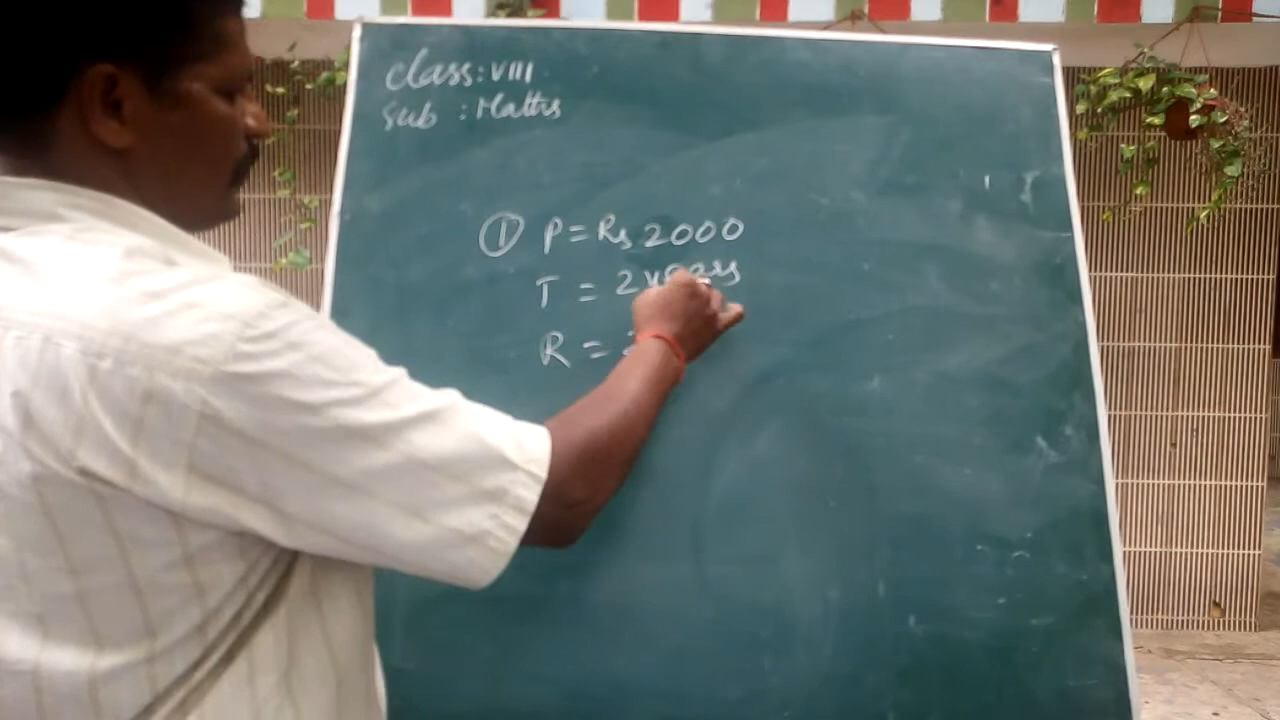 Class: VIII
Sub : Maths
① P = Rs 2000
T = 2 years
R =